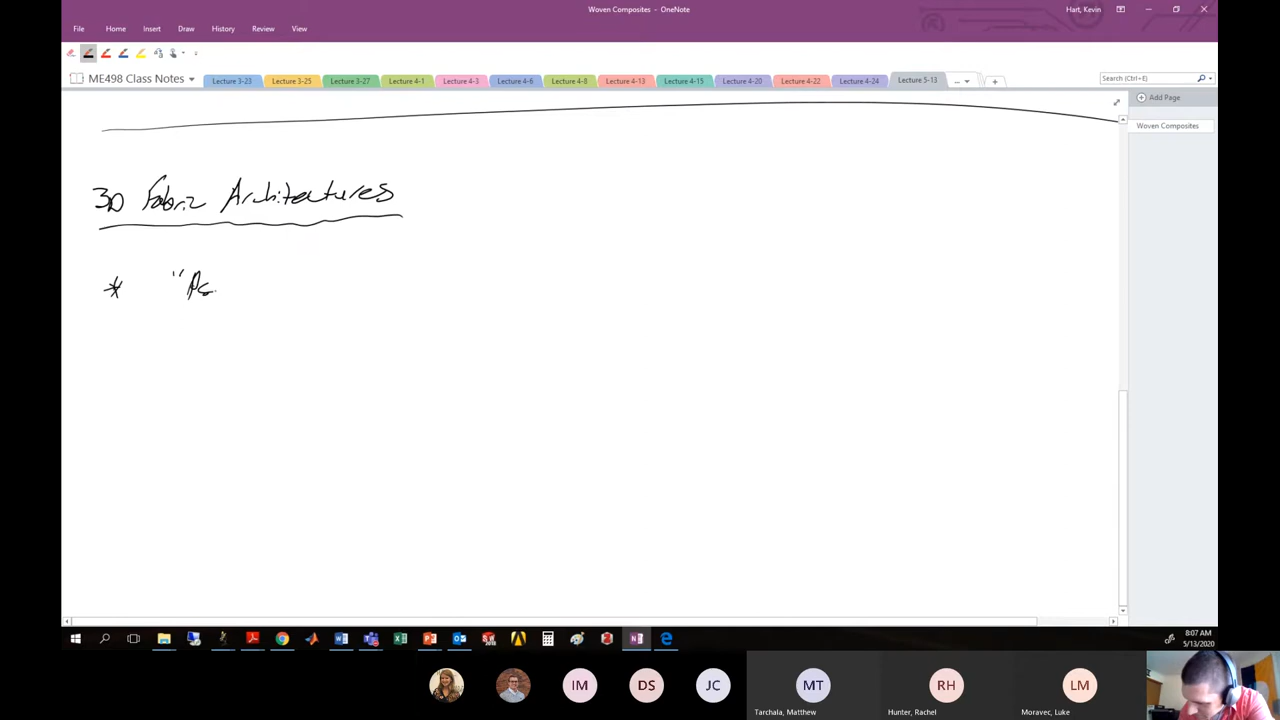 Woven Composites - OneNote
Hart, Kevin
File Home Insert Draw History Review View
ME498 Class Notes
Lecture 3-23 Lecture 3-25 Lecture 3-27 Lecture 4-1 Lecture 4-3 Lecture 4-6 Lecture 4-8 Lecture 4-13 Lecture 4-15 Lecture 4-20 Lecture 4-22 Lecture 4-24 Lecture 5-13
Search (Ctrl+E)
Add Page
Woven Composites
3D Fabric Architectures
* "Ps
8:07 AM
5/13/2020
IM DS JC MT RH LM
Tarchala, Matthew Hunter, Rachel Moravec, Luke